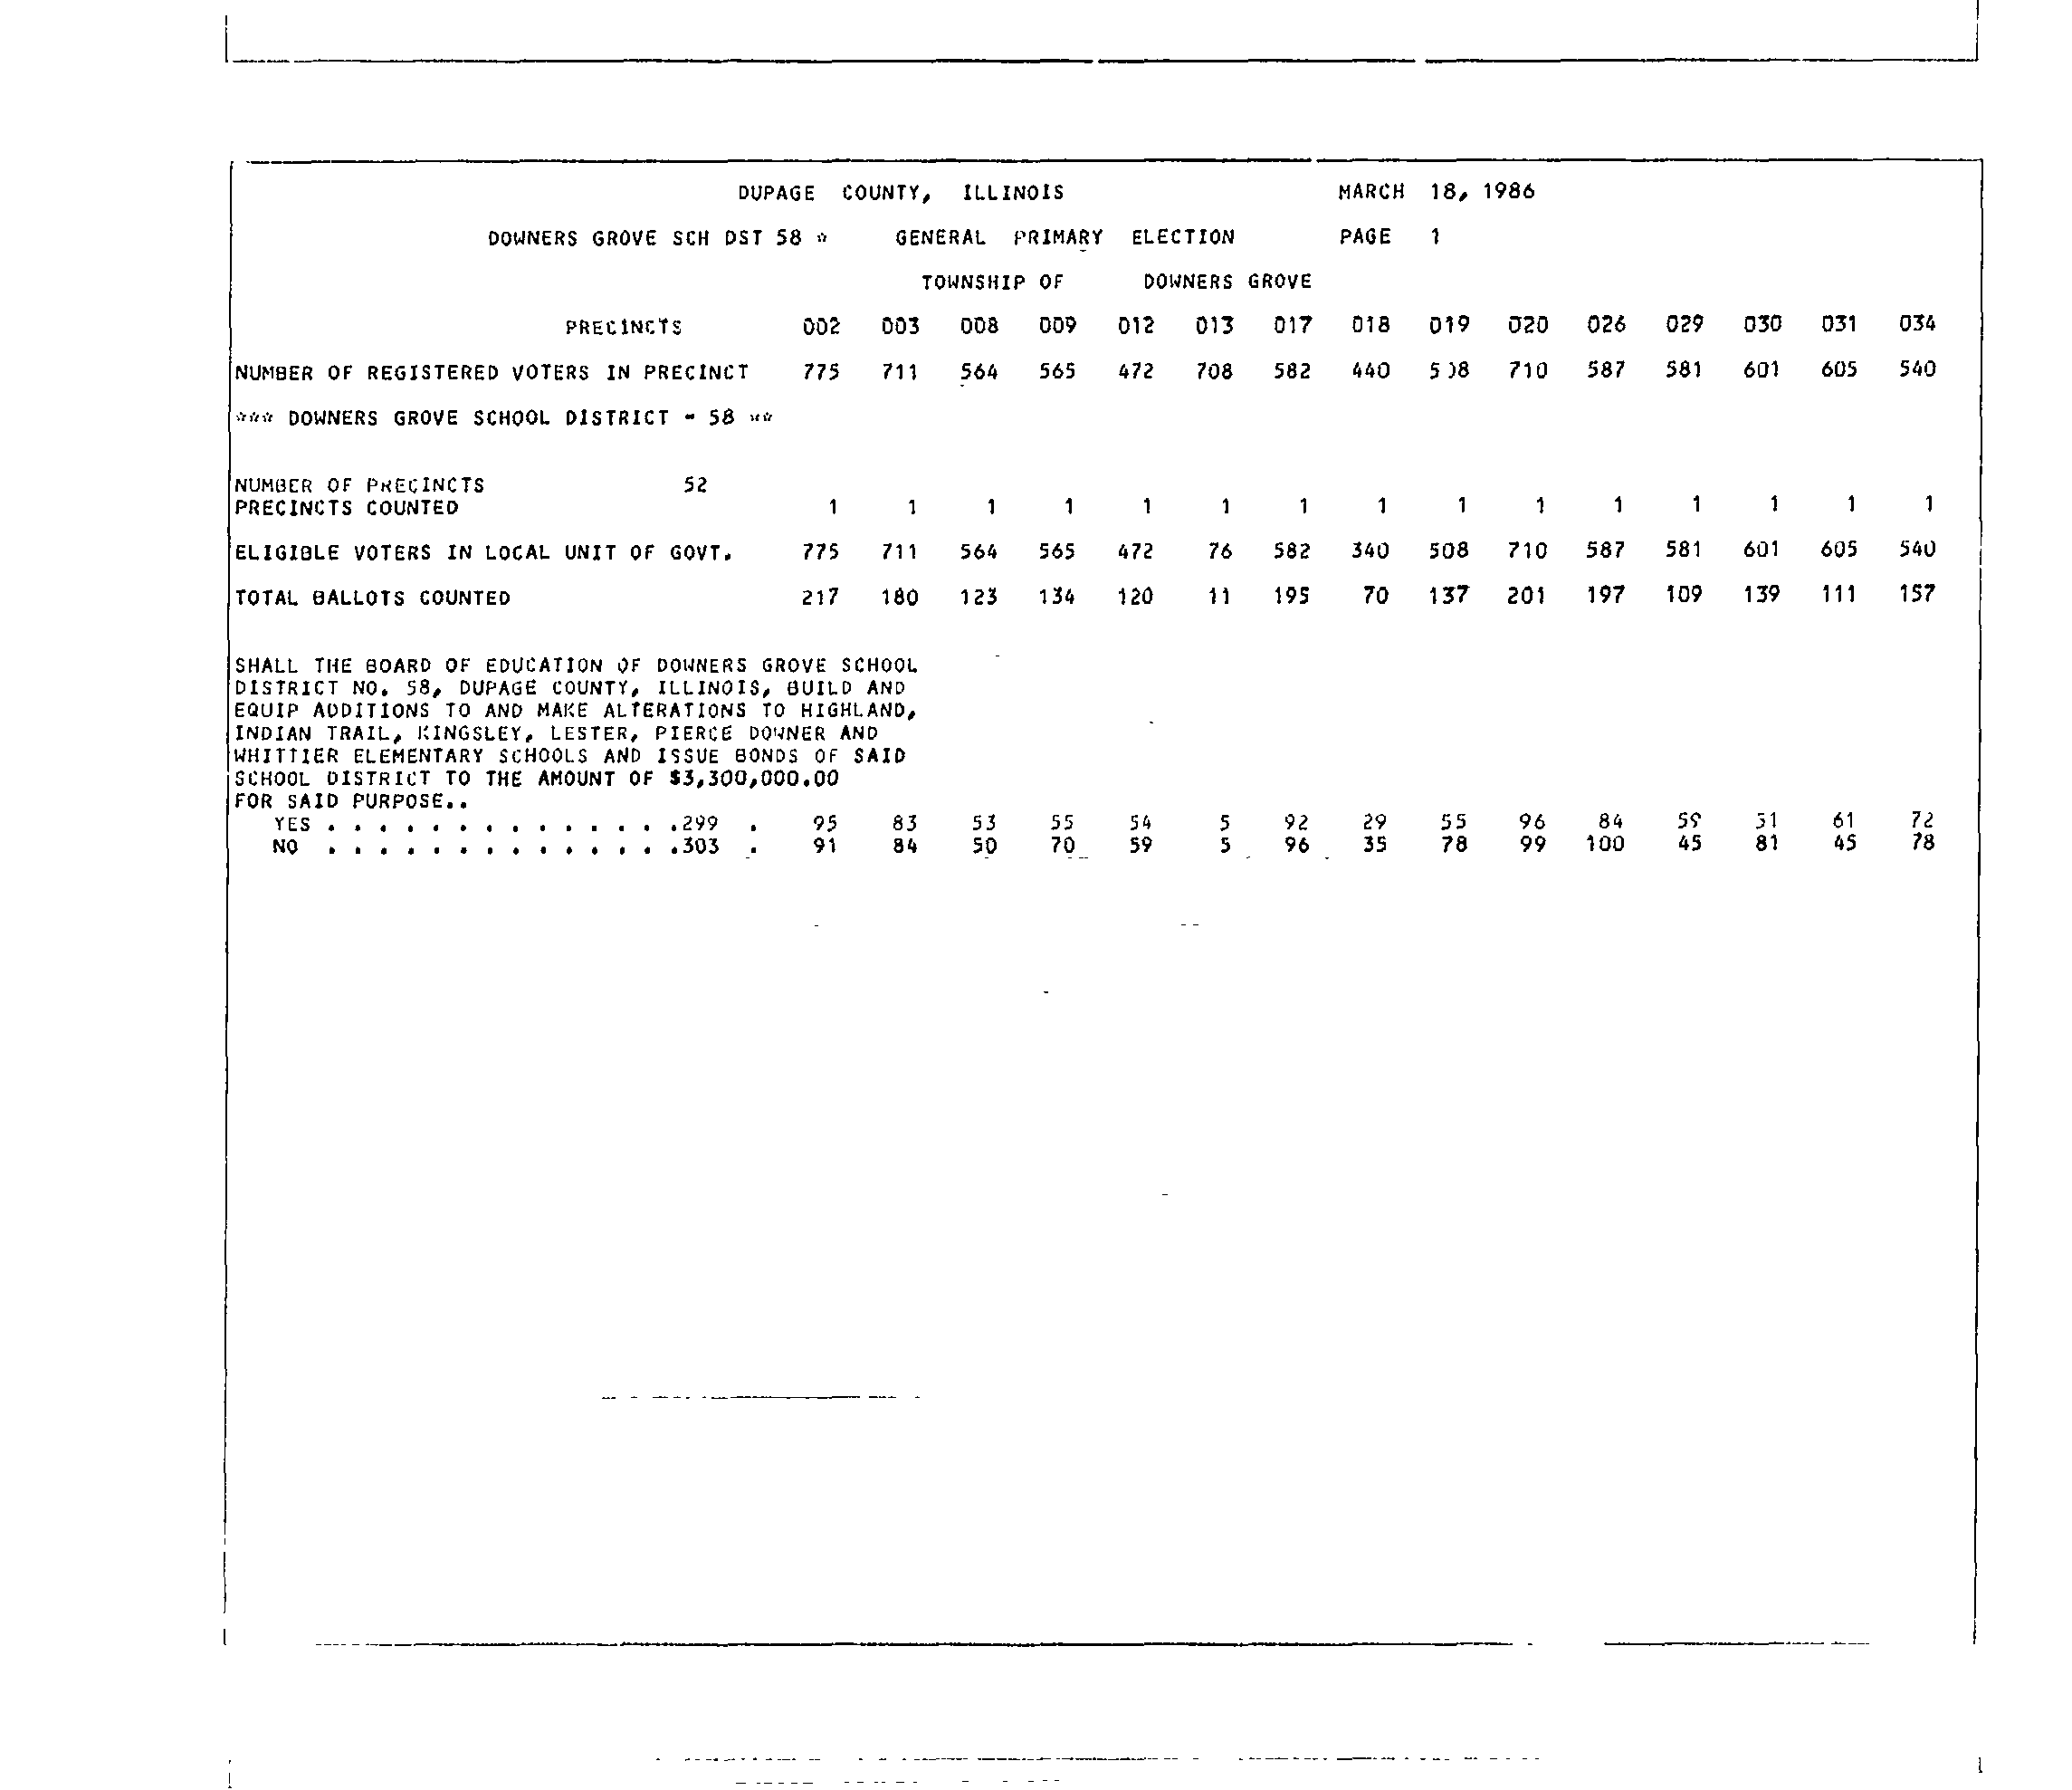 DUPAGE COUNTY, ILLINOIS MARCH 18, 1986
DOWNERS GROVE SCH DST 58 * GENERAL PRIMARY ELECTION PAGE 1
TOWNSHIP OF DOWNERS GROVE
PRECINCTS 002 003 008 009 012 013 017 018 019 020 026 029 030 031 034
NUMBER OF REGISTERED VOTERS IN PRECINCT 775 711 564 565 472 708 582 440 508 710 587 581 601 605 540
*** DOWNERS GROVE SCHOOL DISTRICT - 58 **
NUMBER OF PRECINCTS 52
PRECINCTS COUNTED 1 1 1 1 1 1 1 1 1 1 1 1 1 1 1
ELIGIBLE VOTERS IN LOCAL UNIT OF GOVT. 775 711 564 565 472 76 582 340 508 710 587 581 601 605 540
TOTAL BALLOTS COUNTED 217 180 123 134 120 11 195 70 137 201 197 109 139 111 157
SHALL THE BOARD OF EDUCATION OF DOWNERS GROVE SCHOOL
DISTRICT NO. 58, DUPAGE COUNTY, ILLINOIS, BUILD AND
EQUIP ADDITIONS TO AND MAKE ALTERATIONS TO HIGHLAND,
INDIAN TRAIL, KINGSLEY, LESTER, PIERCE DOWNER AND
WHITTIER ELEMENTARY SCHOOLS AND ISSUE BONDS OF SAID
SCHOOL DISTRICT TO THE AMOUNT OF $3,300,000.00
FOR SAID PURPOSE..
YES . . . . . . . . . . . . . .299 . 95 83 53 55 54 5 92 29 55 96 84 59 51 61 72
NO . . . . . . . . . . . . . .303 . 91 84 50 70 59 5 96 35 78 99 100 45 81 45 78